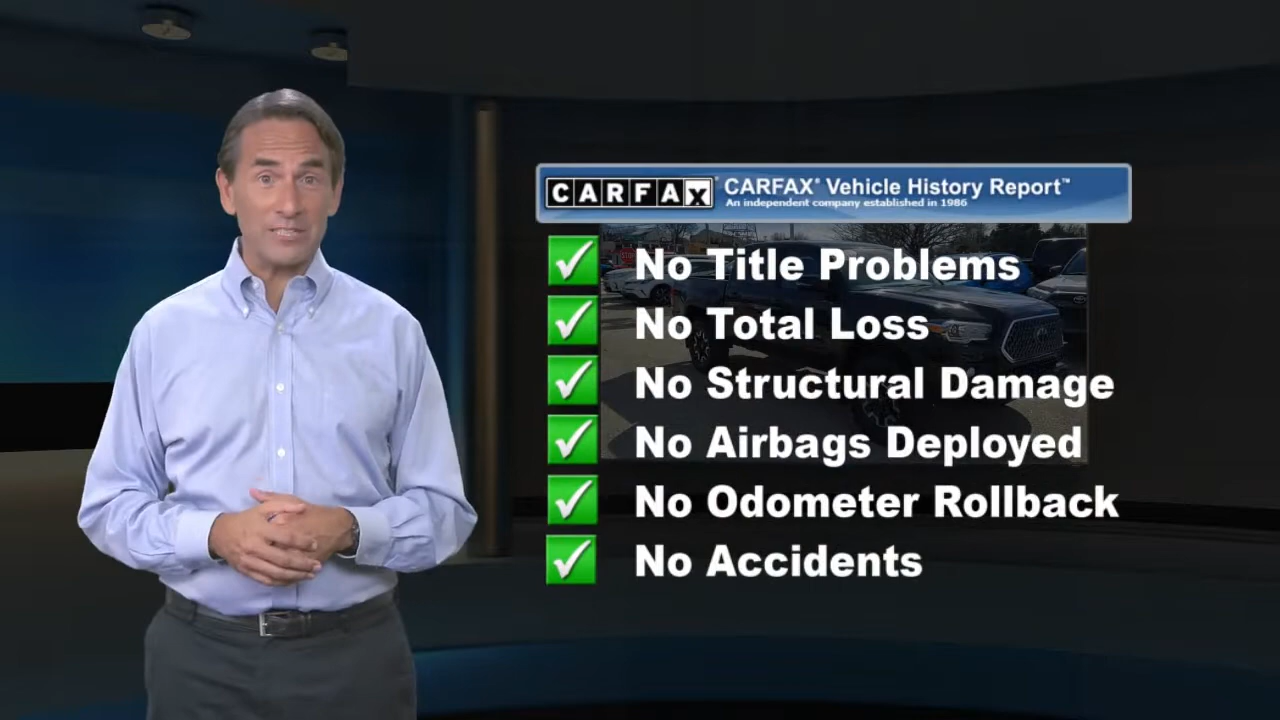 CARFAX® CARFAX® Vehicle History Report™
An independent company established in 1986
No Title Problems
No Total Loss
No Structural Damage
No Airbags Deployed
No Odometer Rollback
No Accidents